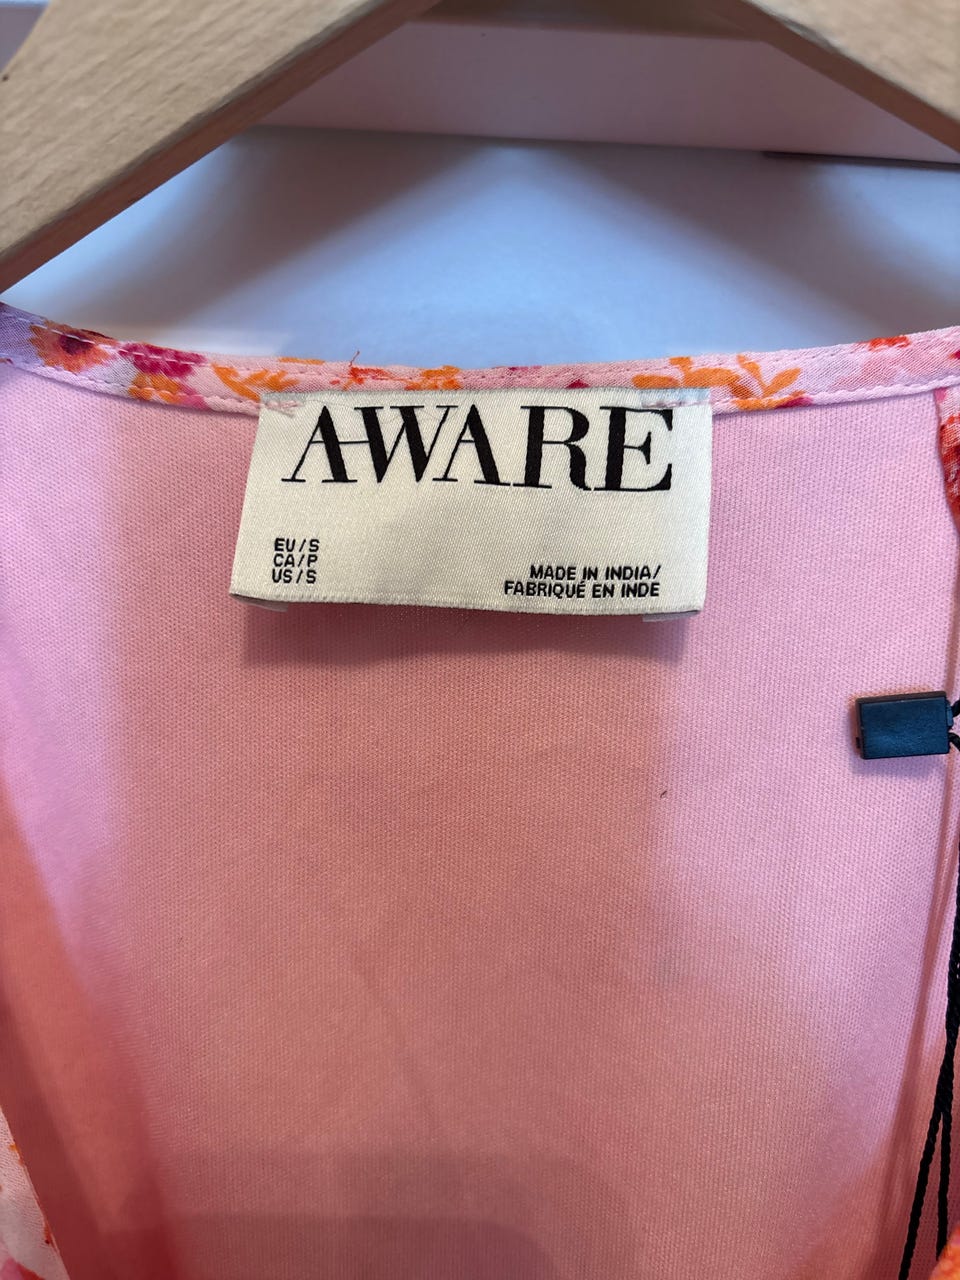 AWARE
EU/S
CA/P
US/S
MADE IN INDIA/
FABRIQUÉ EN INDE